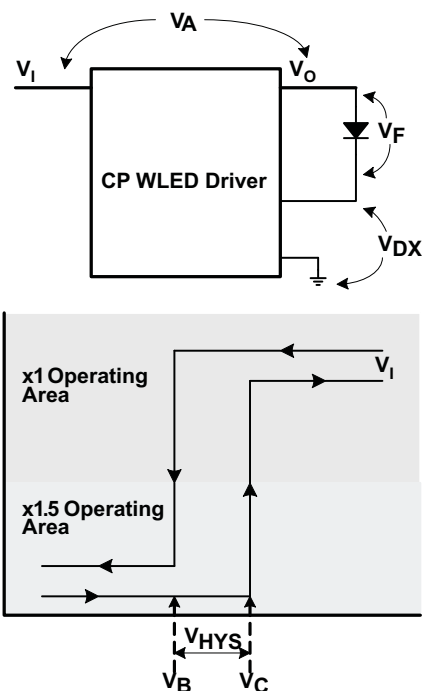 VA
VI
VO
CP WLED Driver
VF
VDX
x1 Operating
Area
VI
x1.5 Operating
Area
VHYS
VB
VC